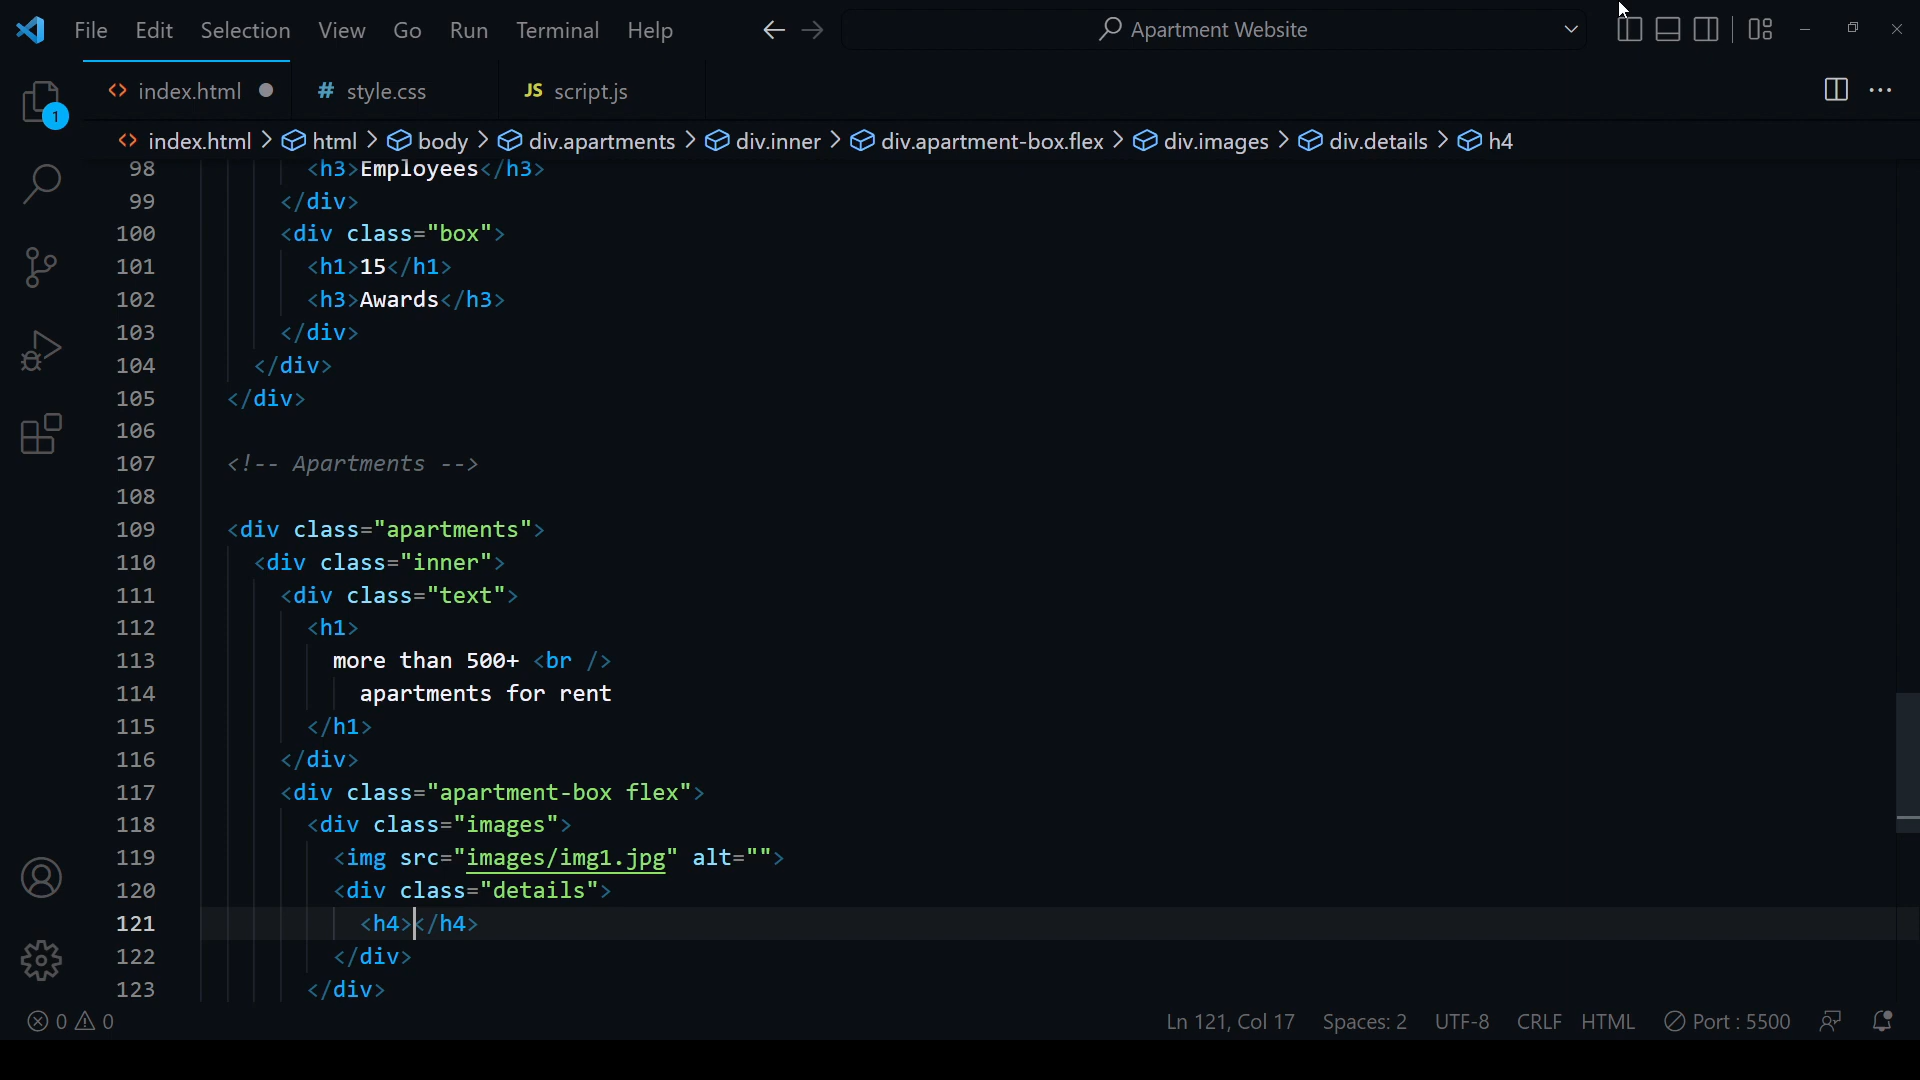 File Edit Selection View Go Run Terminal Help Apartment Website
index.html # style.css JS script.js
1
<> index.html > html > body > div.apartments > div.inner > div.apartment-box.flex > div.images > div.details > h4
98 <h3>Employees</h3>
99 </div>
100 <div class="box">
101 <h1>15</h1>
102 <h3>Awards</h3>
103 </div>
104 </div>
105 </div>
106
107 <!-- Apartments -->
108
109 <div class="apartments">
110 <div class="inner">
111 <div class="text">
112 <h1>
113 more than 500+ <br />
114 apartments for rent
115 </h1>
116 </div>
117 <div class="apartment-box flex">
118 <div class="images">
119 <img src="images/img1.jpg" alt="">
120 <div class="details">
121 <h4></h4>
122 </div>
123 </div>
0 0 Ln 121, Col 17 Spaces: 2 UTF-8 CRLF HTML Port : 5500